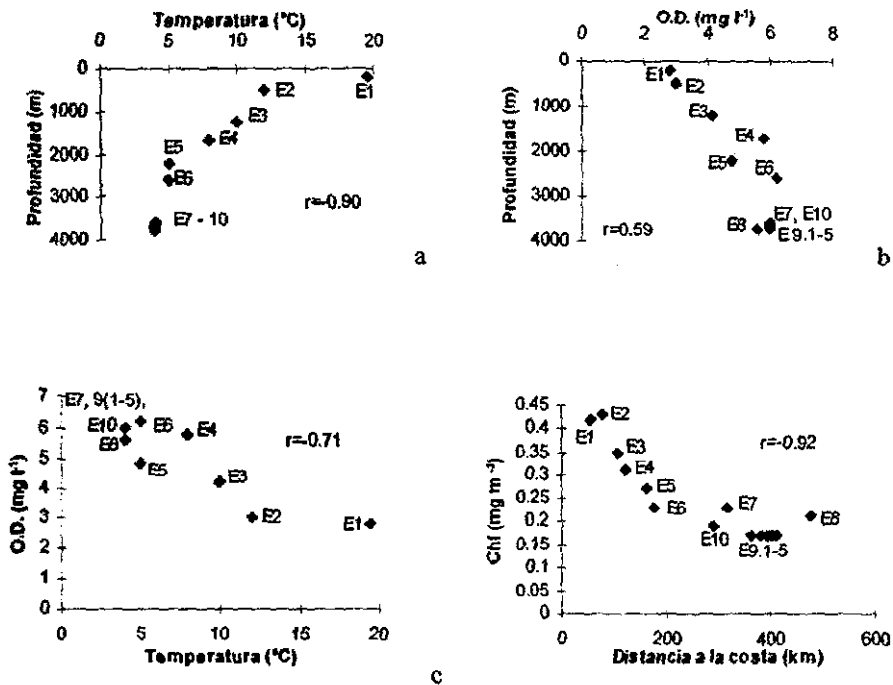 Temperatura (°C)
0 5 10 15 20
Profundidad (m)
0
1000
2000
3000
4000
E1
E2
E3
E4
E5
E6
E7 - 10
r=-0.90
a
O.D. (mg l⁻¹)
0 2 4 6 8
Profundidad (m)
0
1000
2000
3000
4000
E1
E2
E3
E4
E5
E6
E7, E10
E8
E9.1-5
r=0.59
b
O.D. (mg l⁻¹)
7
6
5
4
3
2
1
0
E7, 9(1-5),
E10
E6
E4
E8
E5
E3
E2
E1
r=-0.71
0 5 10 15 20
Temperatura (°C)
c
Chl (mg m⁻³)
0.45
0.4
0.35
0.3
0.25
0.2
0.15
0.1
0.05
0
E2
E1
E3
E4
E5
E6
E7
E8
E10
E9.1-5
r=-0.92
0 200 400 600
Distancia a la costa (km)